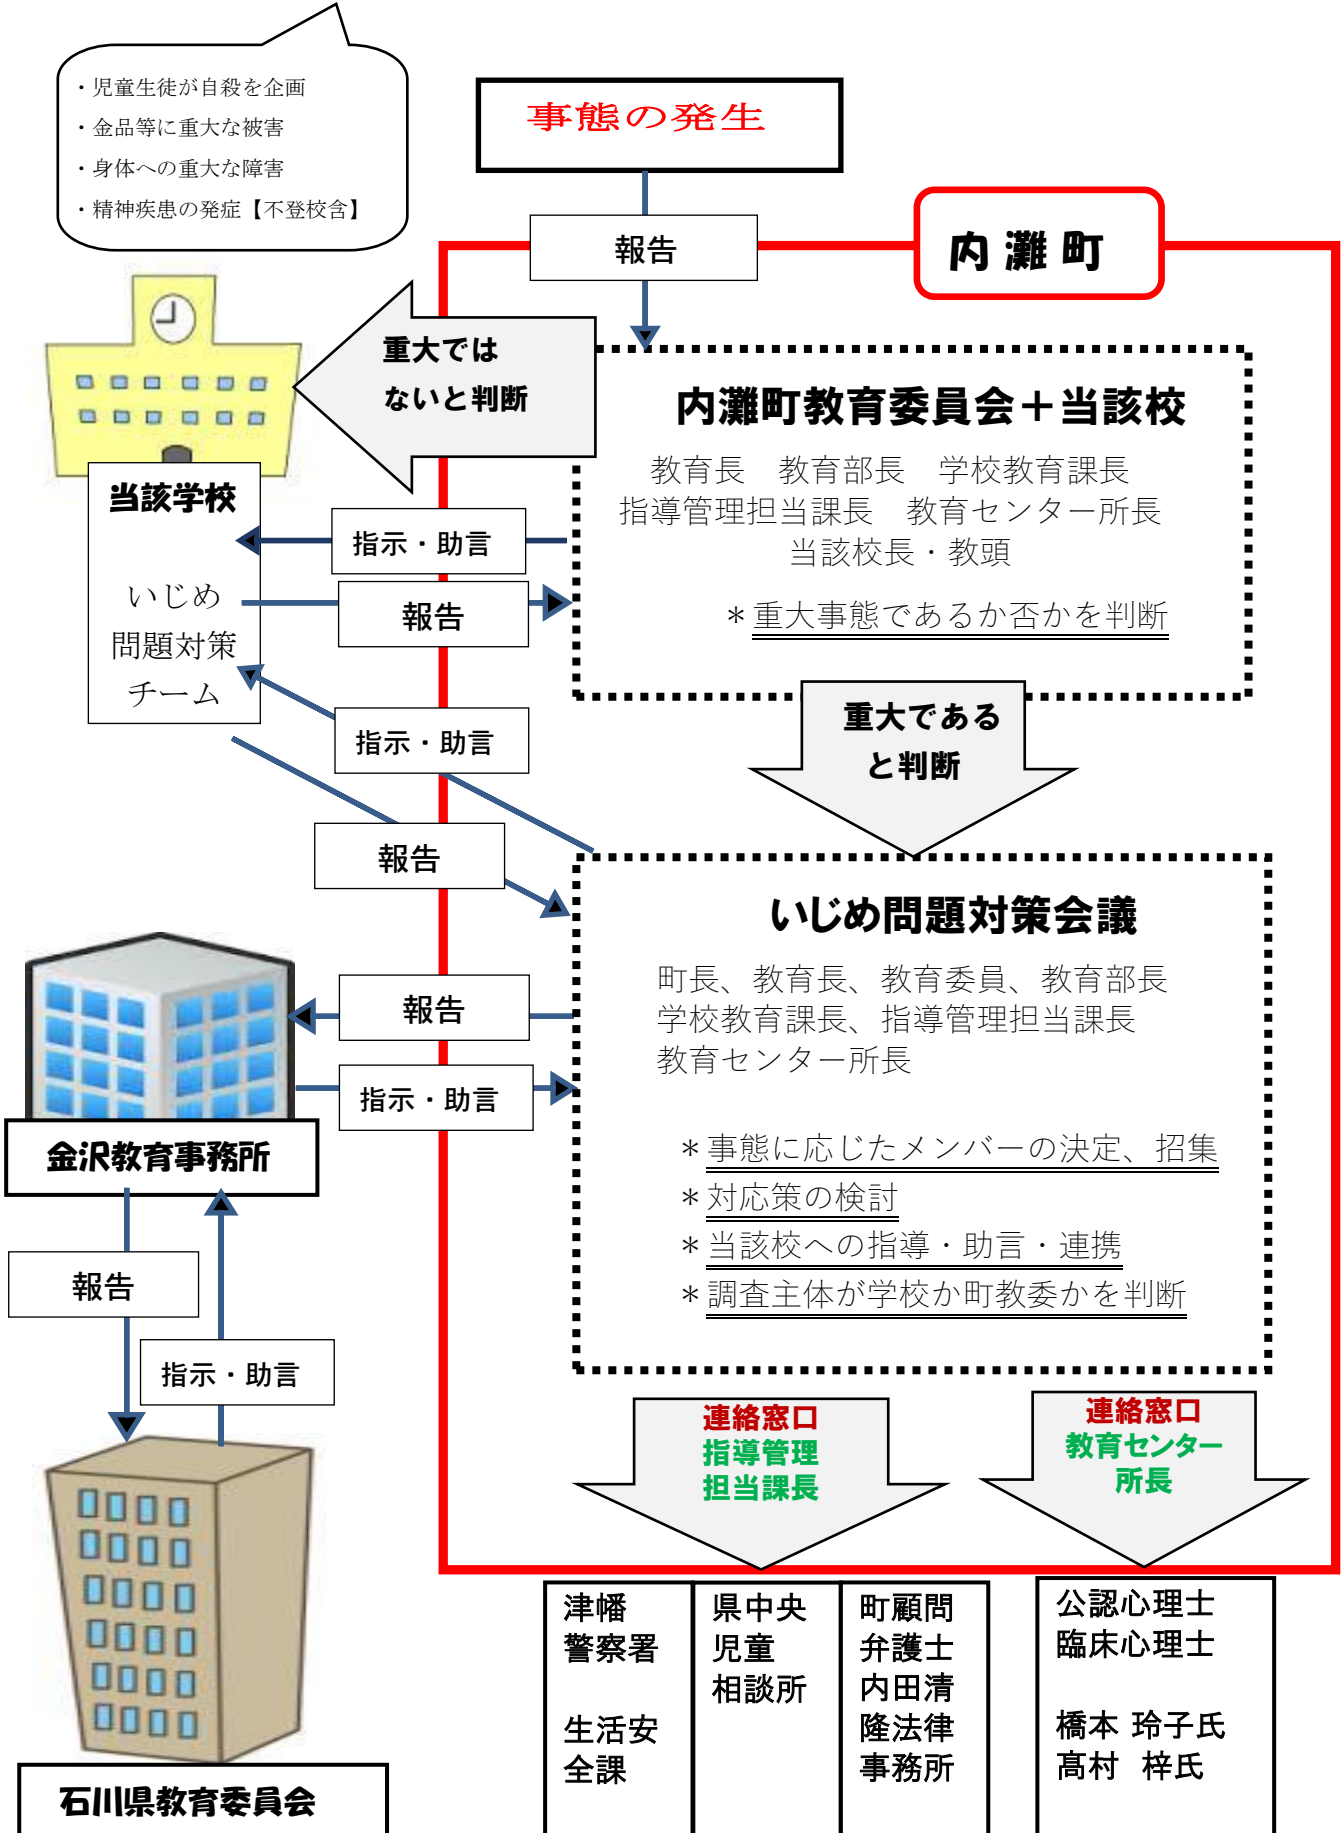 ・児童生徒が自殺を企画
・金品等に重大な被害
・身体への重大な障害
・精神疾患の発症【不登校含】
事態の発生
報告
内灘町
重大では
ないと判断
内灘町教育委員会＋当該校
教育長　教育部長　学校教育課長
指導管理担当課長　教育センター所長
当該校長・教頭
＊重大事態であるか否かを判断
当該学校
いじめ
問題対策
チーム
指示・助言
報告
重大である
と判断
指示・助言
報告
いじめ問題対策会議
町長、教育長、教育委員、教育部長
学校教育課長、指導管理担当課長
教育センター所長
＊事態に応じたメンバーの決定、招集
＊対応策の検討
＊当該校への指導・助言・連携
＊調査主体が学校か町教委かを判断
報告
指示・助言
金沢教育事務所
報告
指示・助言
石川県教育委員会
連絡窓口
指導管理
担当課長
連絡窓口
教育センター
所長
津幡
警察署
生活安
全課
県中央
児童
相談所
町顧問
弁護士
内田清
隆法律
事務所
公認心理士
臨床心理士
橋本 玲子氏
髙村 梓氏